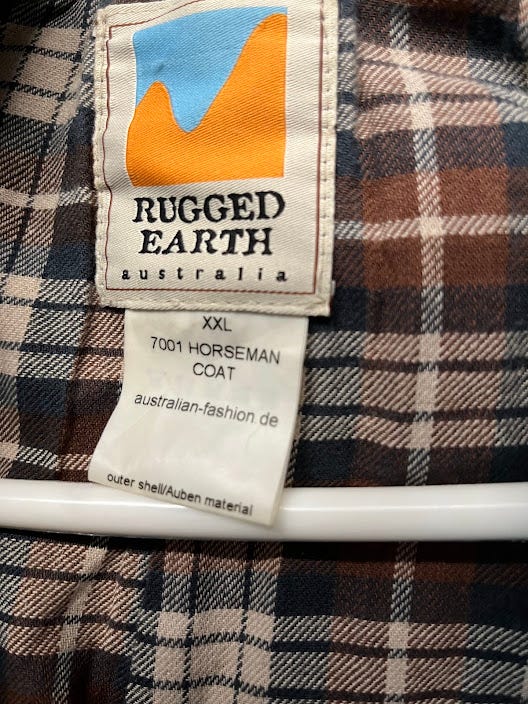 RUGGED
EARTH
australia
XXL
7001 HORSEMAN
COAT
australian-fashion.de
outer shell/Auben material